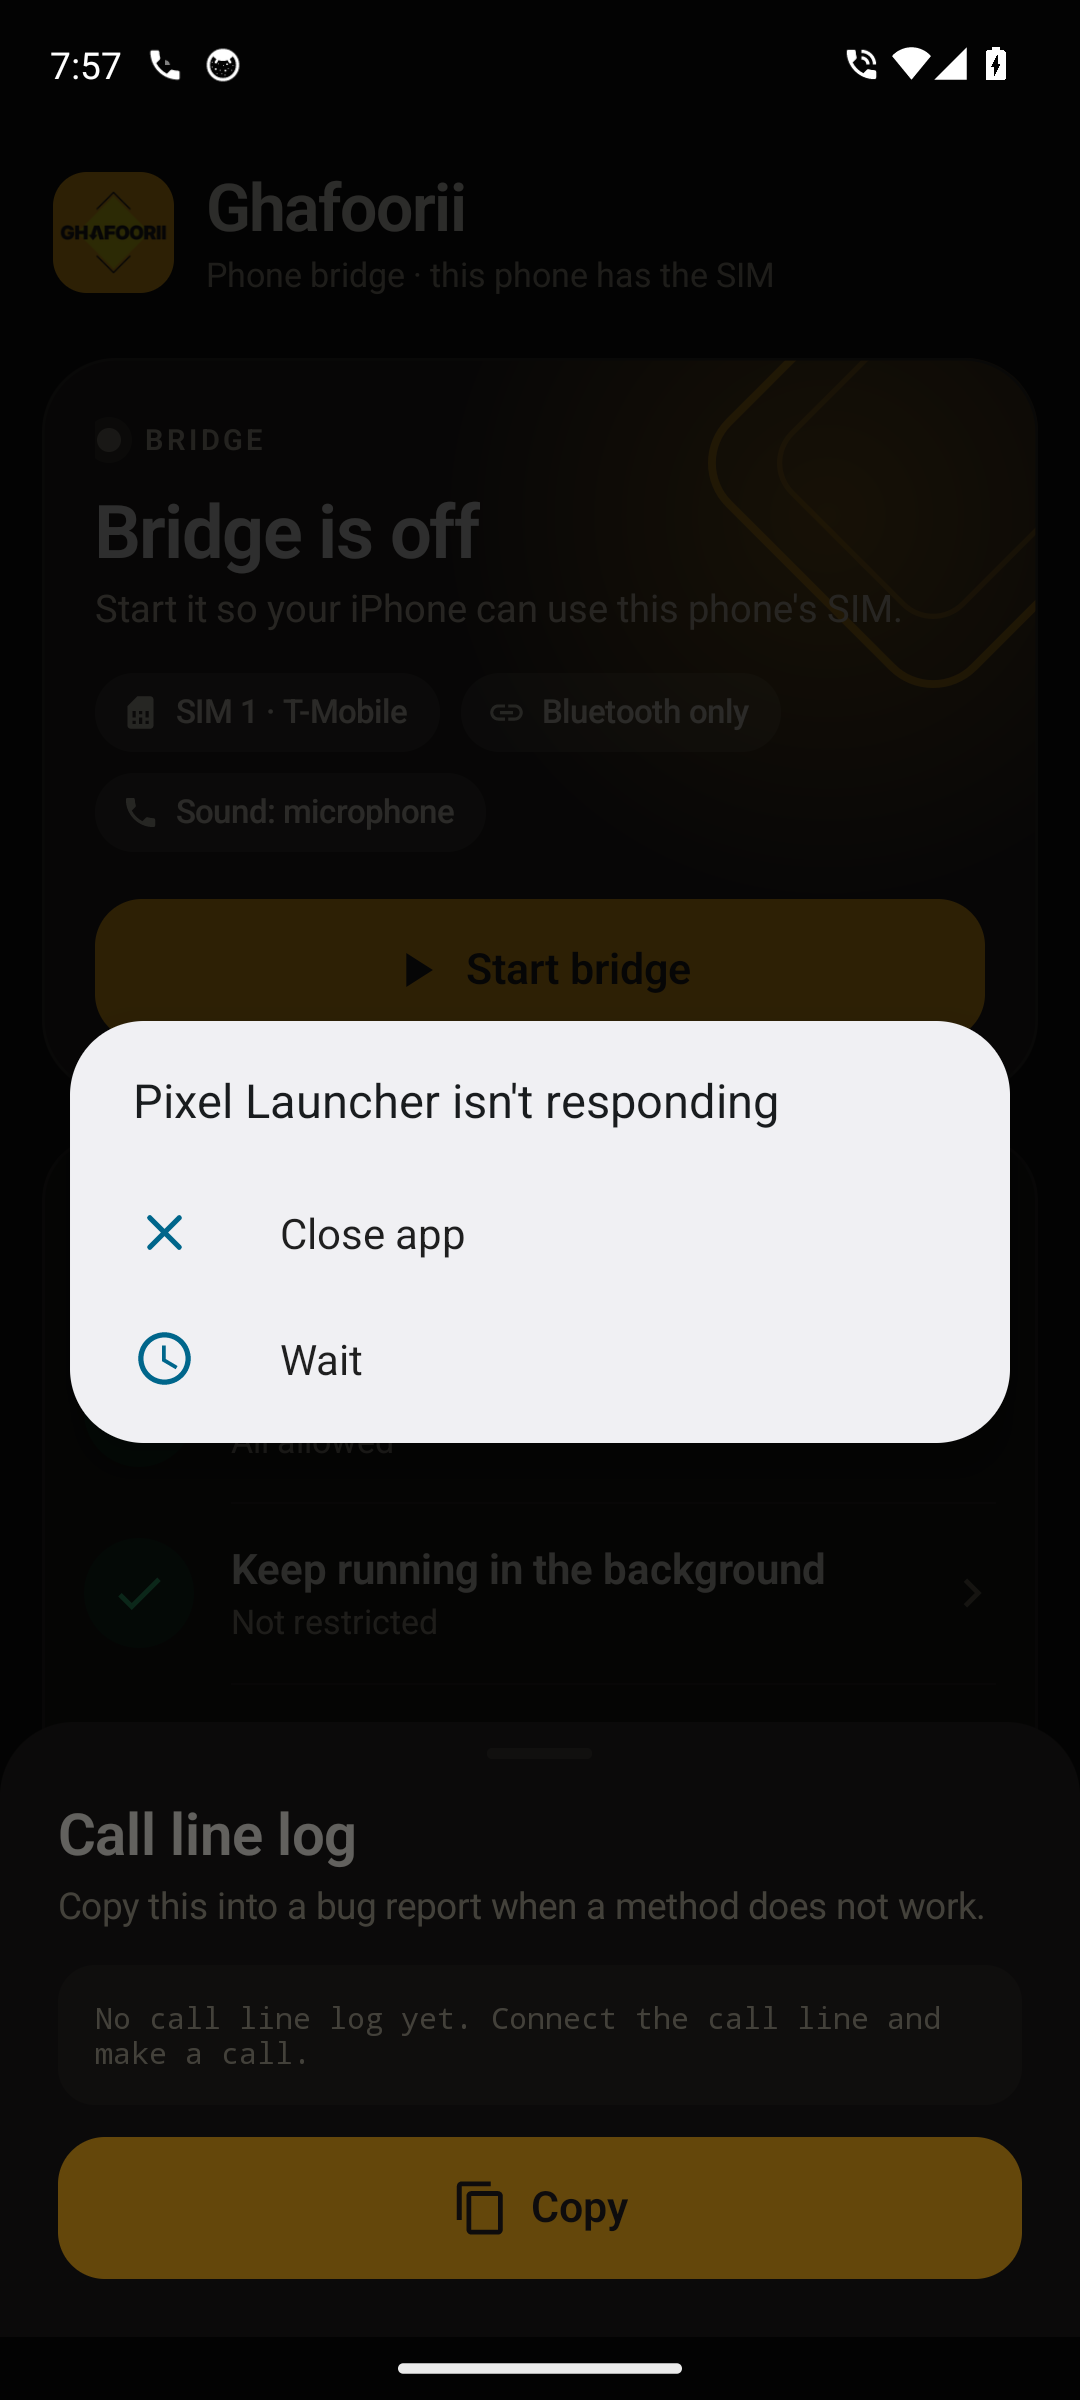 7:57
GHAFOORII
Ghafoorii
Phone bridge · this phone has the SIM
BRIDGE
Bridge is off
Start it so your iPhone can use this phone's SIM.
SIM 1 · T-Mobile
Bluetooth only
Sound: microphone
Start bridge
Pixel Launcher isn't responding
Close app
Wait
All allowed
Keep running in the background
Not restricted
Call line log
Copy this into a bug report when a method does not work.
No call line log yet. Connect the call line and
make a call.
Copy